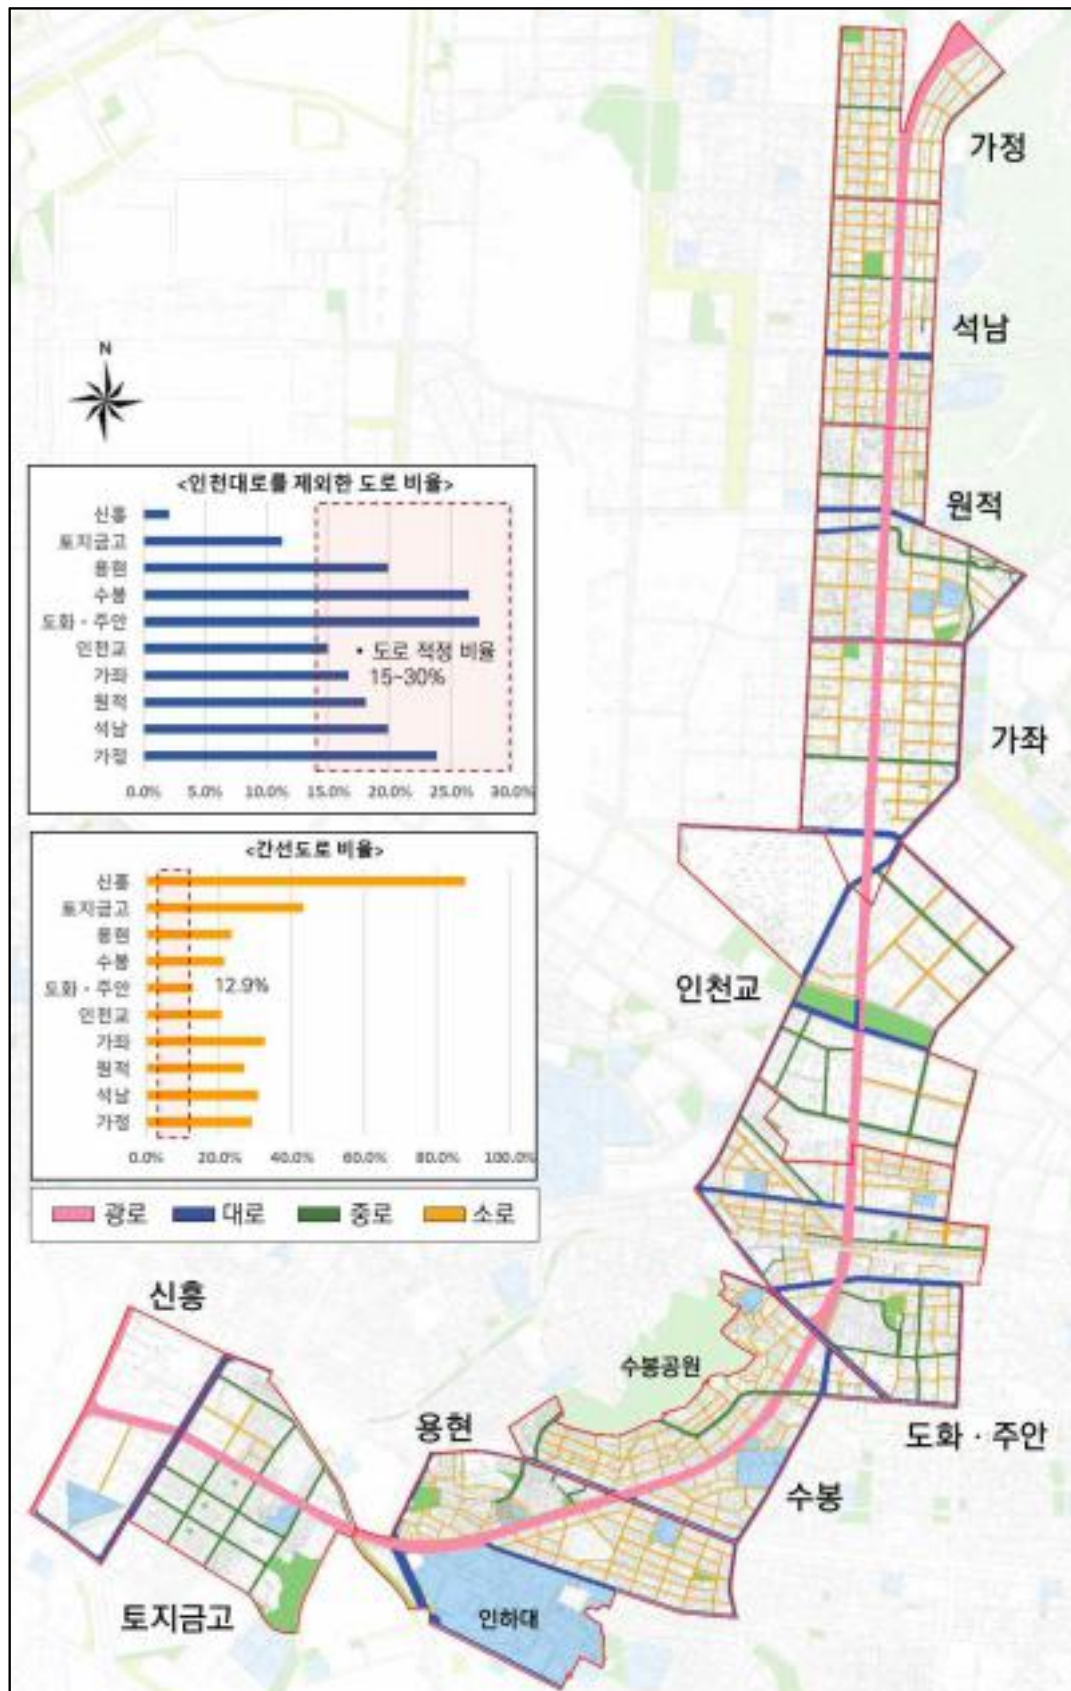 가정
석남
N
원적
<인천대로를 제외한 도로 비율>
신흥
토지금고
용현
수봉
도화 · 주안
인천교
가좌
원적
석남
가정
• 도로 적정 비율
15~30%
0.0% 5.0% 10.0% 15.0% 20.0% 25.0% 30.0%
가좌
<간선도로 비율>
신흥
토지금고
용현
수봉
도화 · 주안
인천교
가좌
원적
석남
가정
12.9%
0.0% 20.0% 40.0% 60.0% 80.0% 100.0%
인천교
광로 대로 중로 소로
신흥
수봉공원
용현
도화 · 주안
수봉
토지금고
인하대